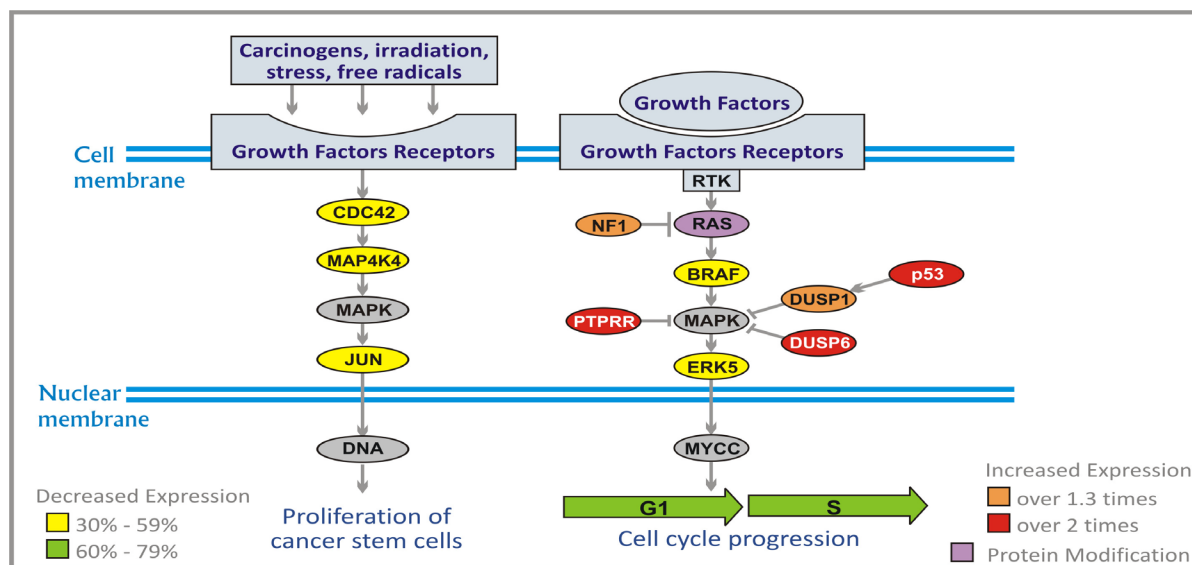 Carcinogens, irradiation,
stress, free radicals
Growth Factors
Growth Factors Receptors
Growth Factors Receptors
Cell
membrane
RTK
CDC42
NF1
RAS
MAP4K4
BRAF
p53
DUSP1
MAPK
PTPRR
MAPK
DUSP6
JUN
ERK5
Nuclear
membrane
DNA
MYCC
Decreased Expression
30% - 59%
60% - 79%
Proliferation of
cancer stem cells
G1
S
Cell cycle progression
Increased Expression
over 1.3 times
over 2 times
Protein Modification